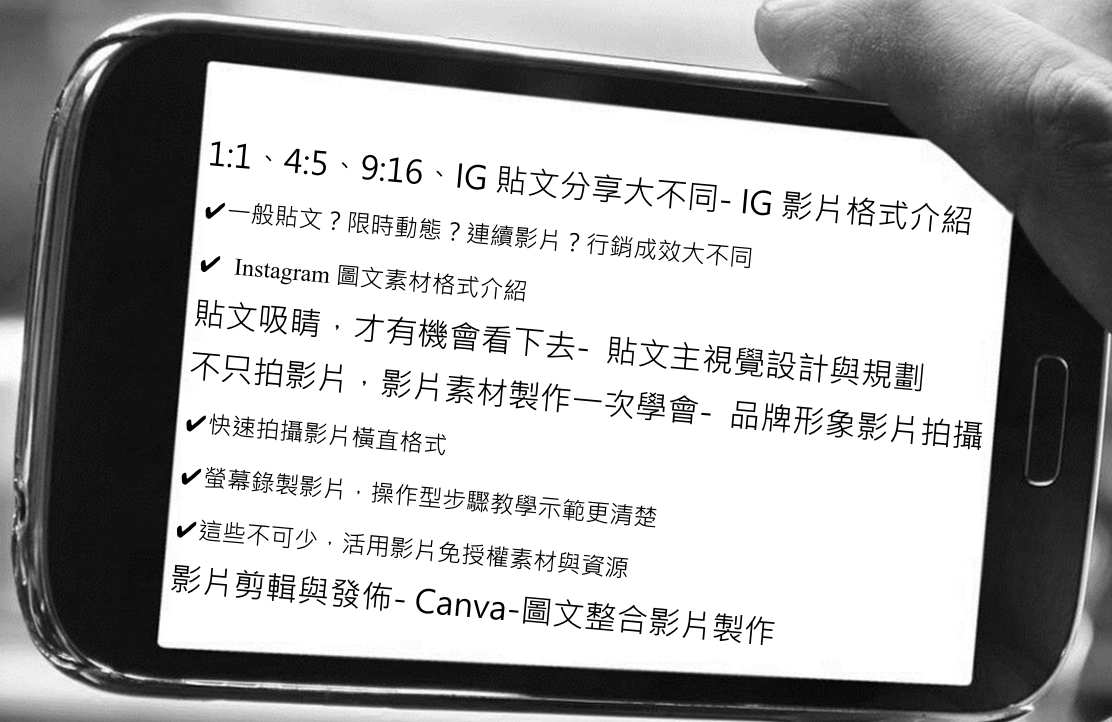 1:1、4:5、9:16、IG 貼文分享大不同- IG 影片格式介紹
✔一般貼文？限時動態？連續影片？行銷成效大不同
✔ Instagram 圖文素材格式介紹
貼文吸睛，才有機會看下去- 貼文主視覺設計與規劃
不只拍影片，影片素材製作一次學會- 品牌形象影片拍攝
✔快速拍攝影片橫直格式
✔螢幕錄製影片，操作型步驟教學示範更清楚
✔這些不可少，活用影片免授權素材與資源
影片剪輯與發佈- Canva-圖文整合影片製作